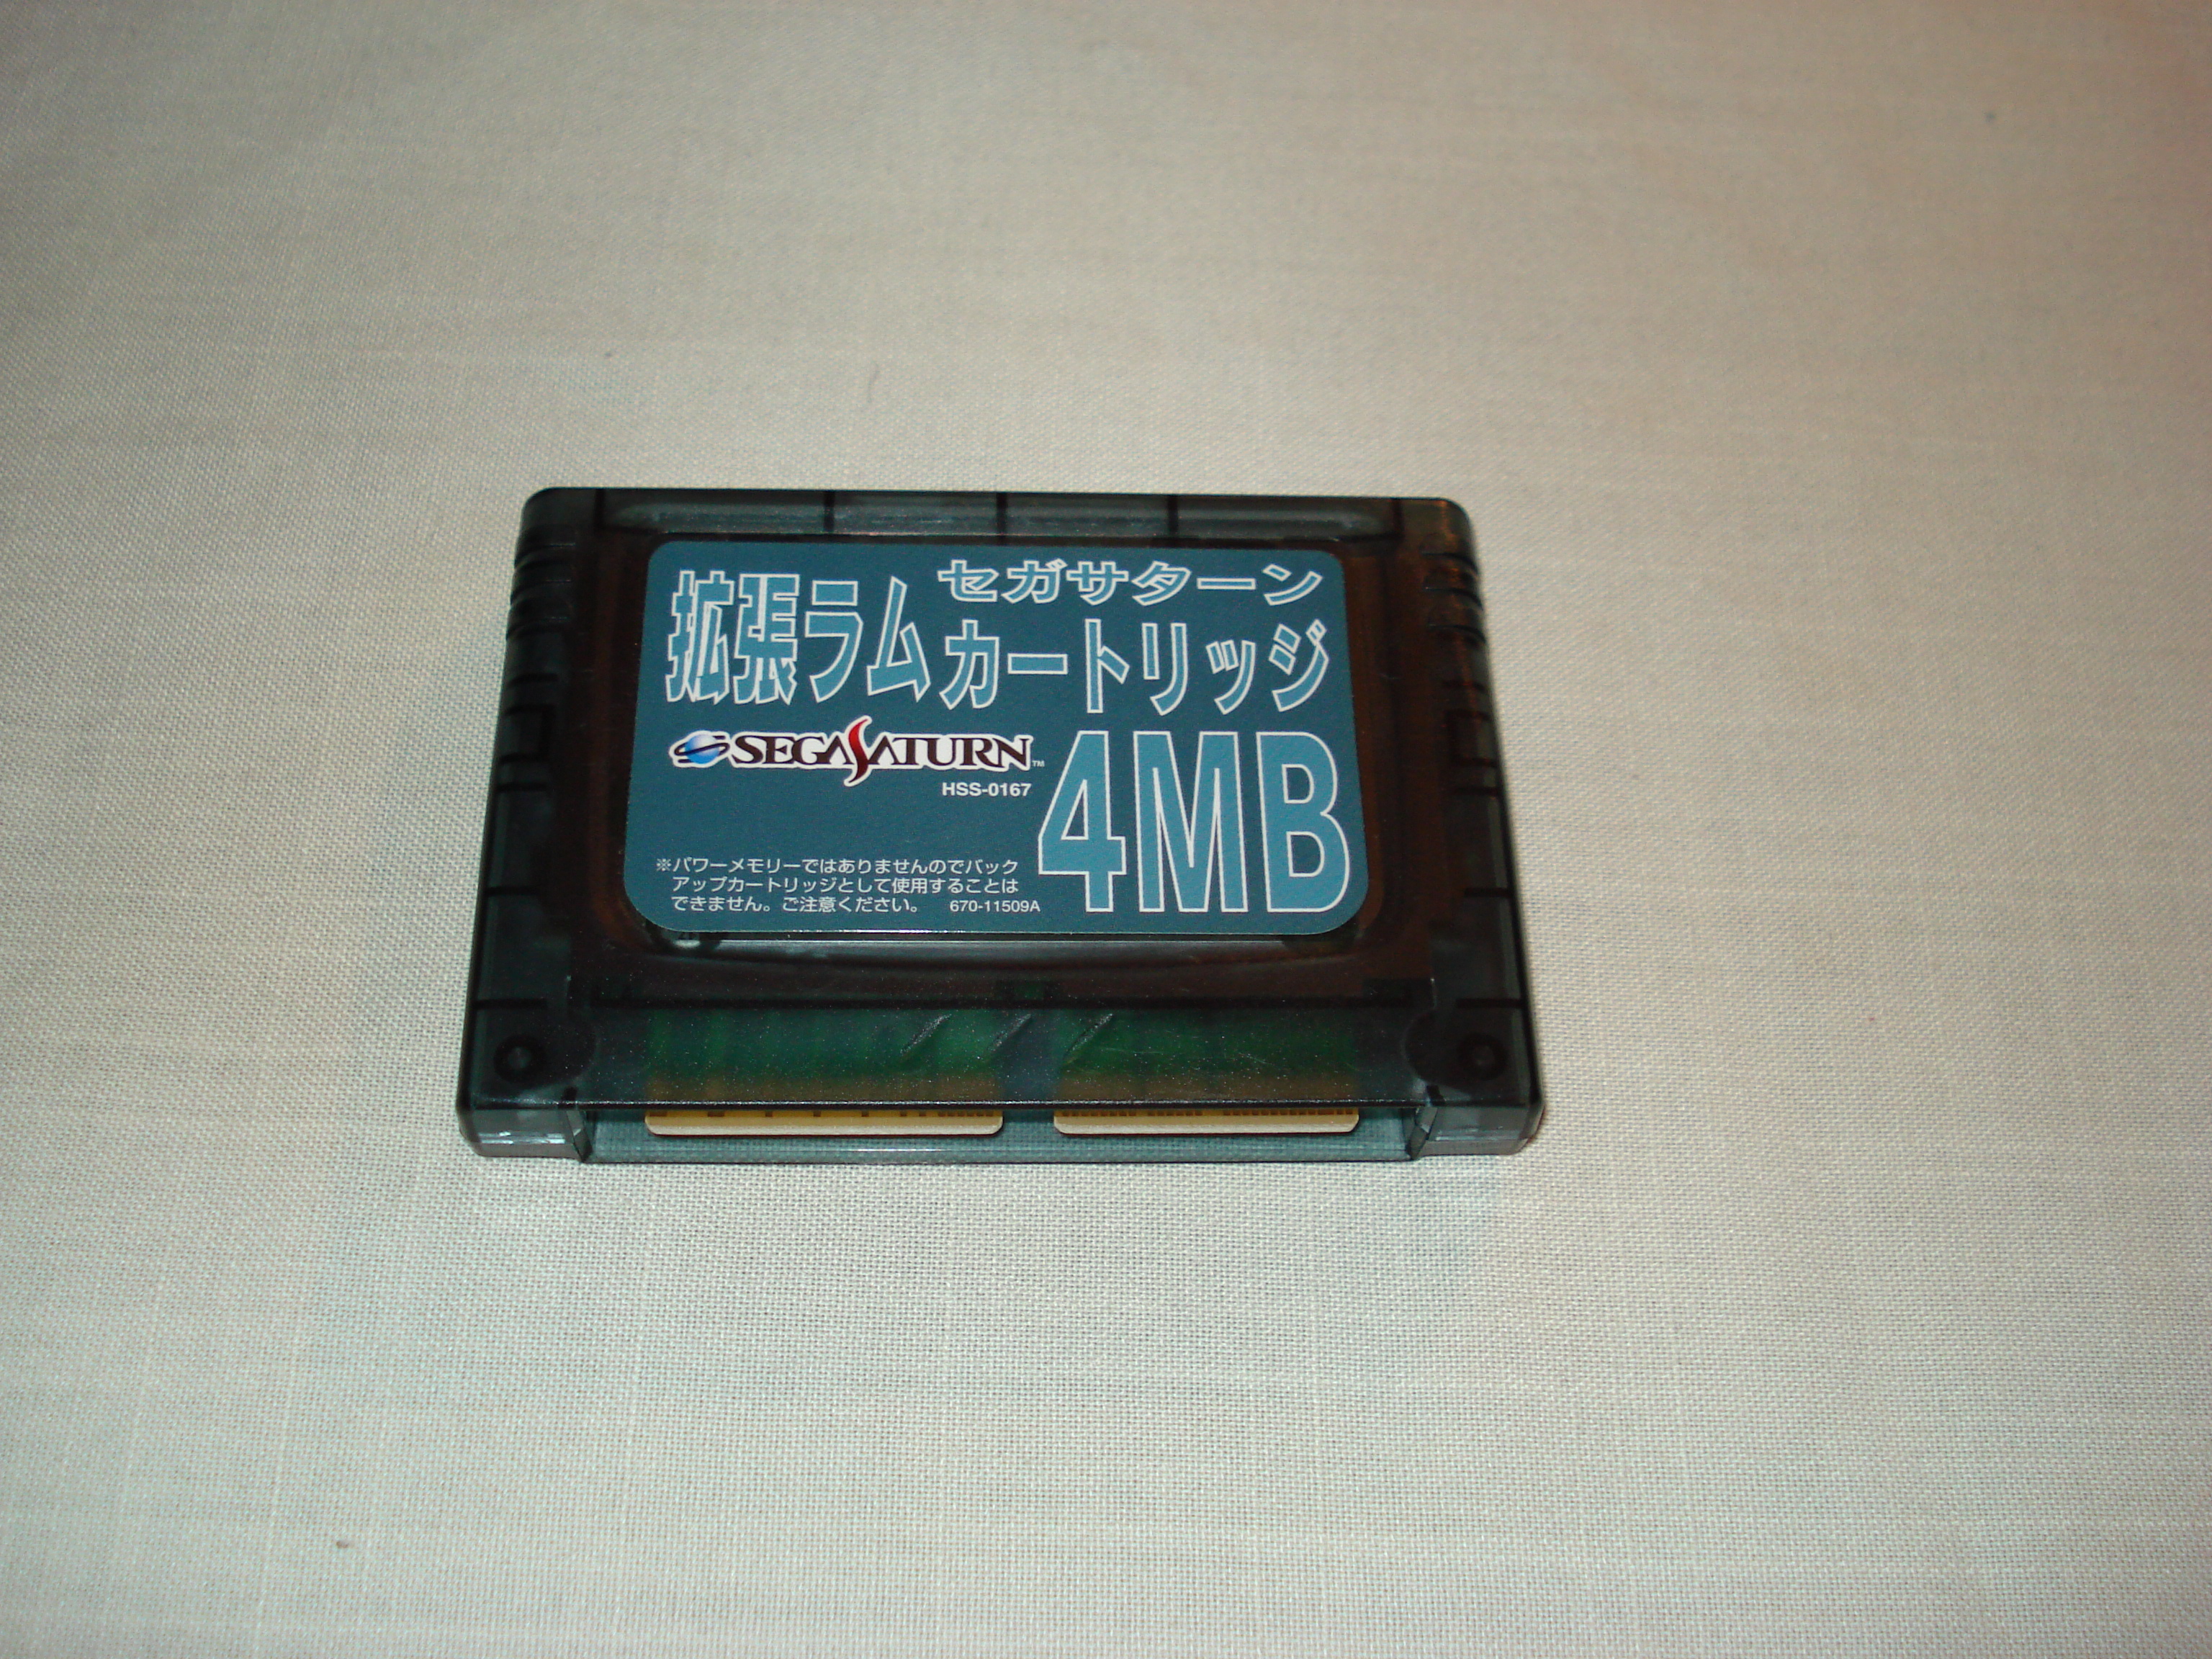 セガサターン
拡張ラムカートリッジ
SEGA SATURN™
HSS-0167
4MB
※パワーメモリーではありませんのでバック
アップカートリッジとして使用することは
できません。ご注意ください。 670-11509A